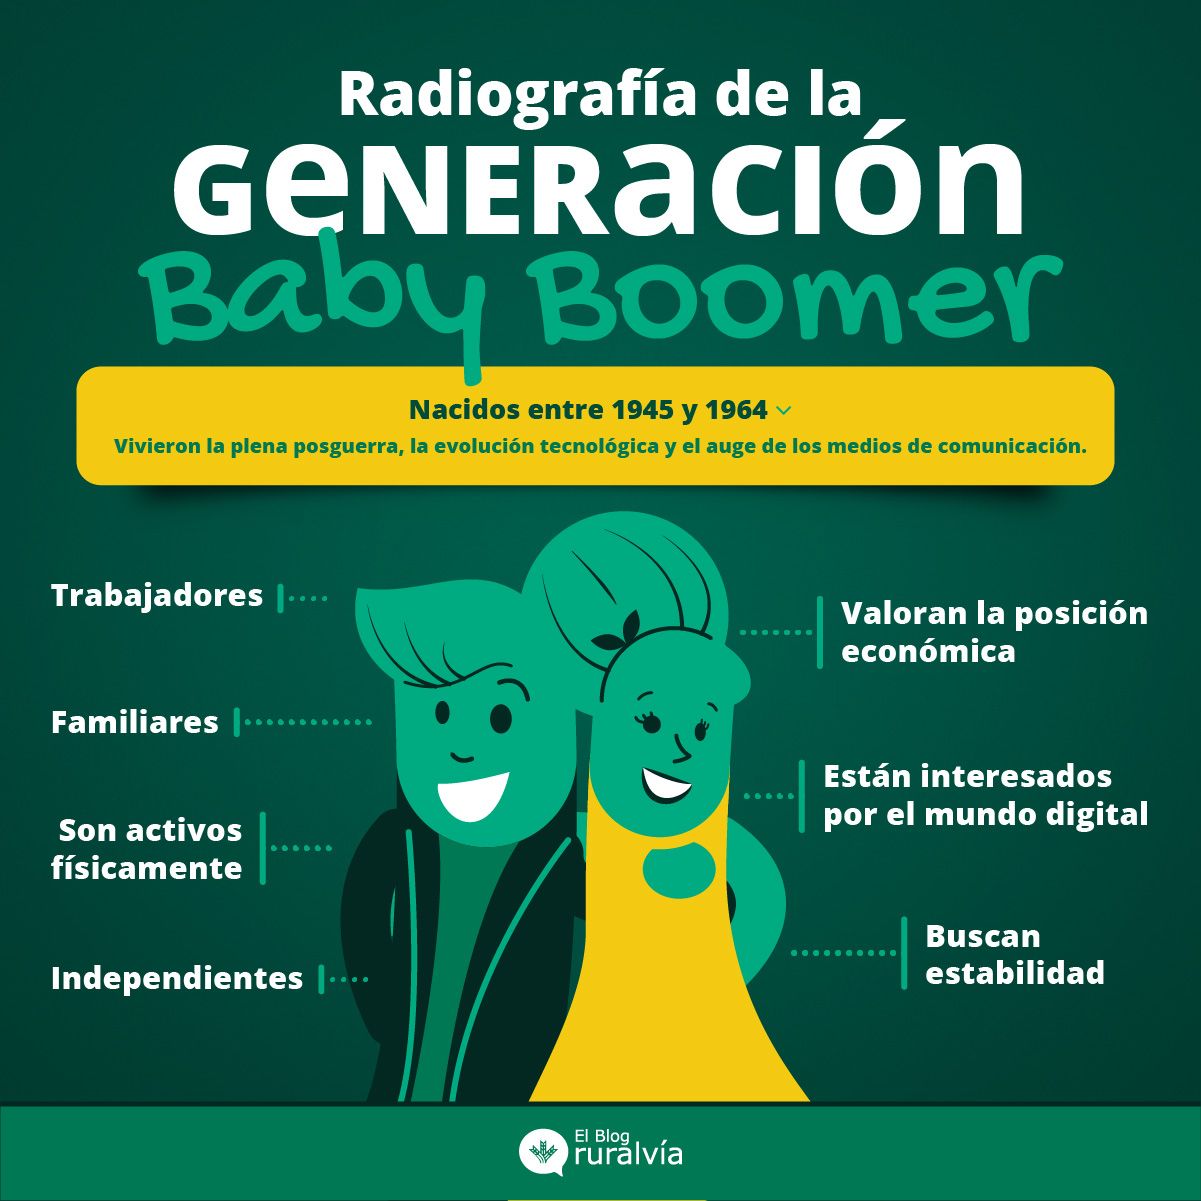 Radiografía de la
GeNERación
Baby Boomer
Nacidos entre 1945 y 1964
Vivieron la plena posguerra, la evolución tecnológica y el auge de los medios de comunicación.
Trabajadores
Familiares
Son activos
físicamente
Independientes
Valoran la posición
económica
Están interesados
por el mundo digital
Buscan
estabilidad
El Blog
ruralvía